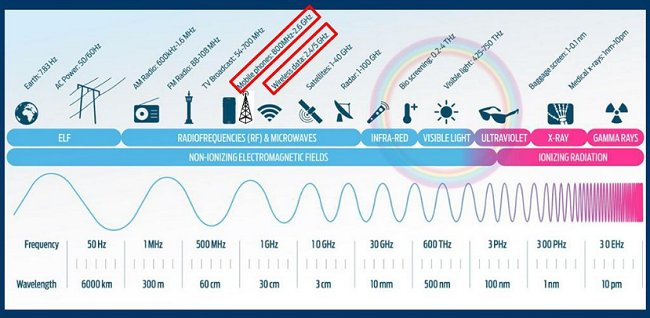 Earth: 7.83 Hz
AC Power: 50/60Hz
AM Radio: 600kHz-1.6 MHz
FM Radio: 88-108 MHz
TV Broadcast: 54-700 MHz
Mobile phones: 800MHz-2.6 GHz
Wireless data: 2.4/5 GHz
Satellites: 1-40 GHz
Radar: 1-100 GHz
Bio screening: 0.2-4 THz
Visible light: 425-750 THz
Baggage screen: 1-0.1 nm
Medical x-rays: 1nm-10pm
ELF RADIOFREQUENCIES (RF) & MICROWAVES INFRA-RED VISIBLE LIGHT ULTRAVIOLET X-RAY GAMMA RAYS
NON-IONIZING ELECTROMAGNETIC FIELDS IONIZING RADIATION
Frequency 50 Hz 1 MHz 500 MHz 1 GHz 10 GHz 30 GHz 600 THz 3 PHz 300 PHz 30 EHz
Wavelength 6000 km 300 m 60 cm 30 cm 3 cm 10 mm 500 nm 100 nm 1 nm 10 pm